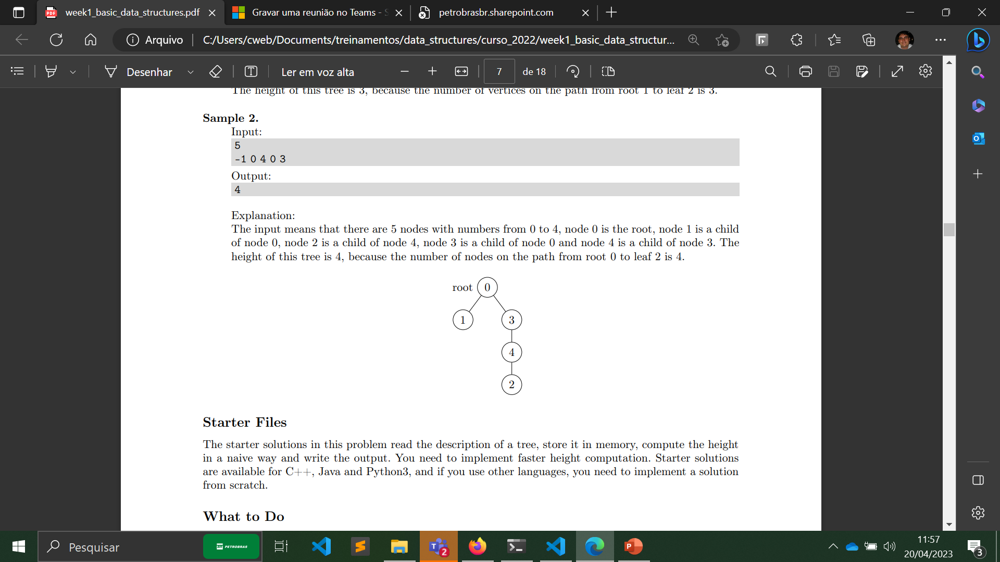 week1_basic_data_structures.pdf
Gravar uma reunião no Teams -
petrobrasbr.sharepoint.com
Arquivo
C:/Users/cweb/Documents/treinamentos/data_structures/curso_2022/week1_basic_data_structur...
Desenhar
Ler em voz alta
7 de 18
The height of this tree is 3, because the number of vertices on the path from root 1 to leaf 2 is 3.
Sample 2.
Input:
5
-1 0 4 0 3
Output:
4
Explanation:
The input means that there are 5 nodes with numbers from 0 to 4, node 0 is the root, node 1 is a child
of node 0, node 2 is a child of node 4, node 3 is a child of node 0 and node 4 is a child of node 3. The
height of this tree is 4, because the number of nodes on the path from root 0 to leaf 2 is 4.
root 0
1 3
4
2
Starter Files
The starter solutions in this problem read the description of a tree, store it in memory, compute the height
in a naive way and write the output. You need to implement faster height computation. Starter solutions
are available for C++, Java and Python3, and if you use other languages, you need to implement a solution
from scratch.
What to Do
Pesquisar
BR PETROBRAS
2
11:57
20/04/2023
3